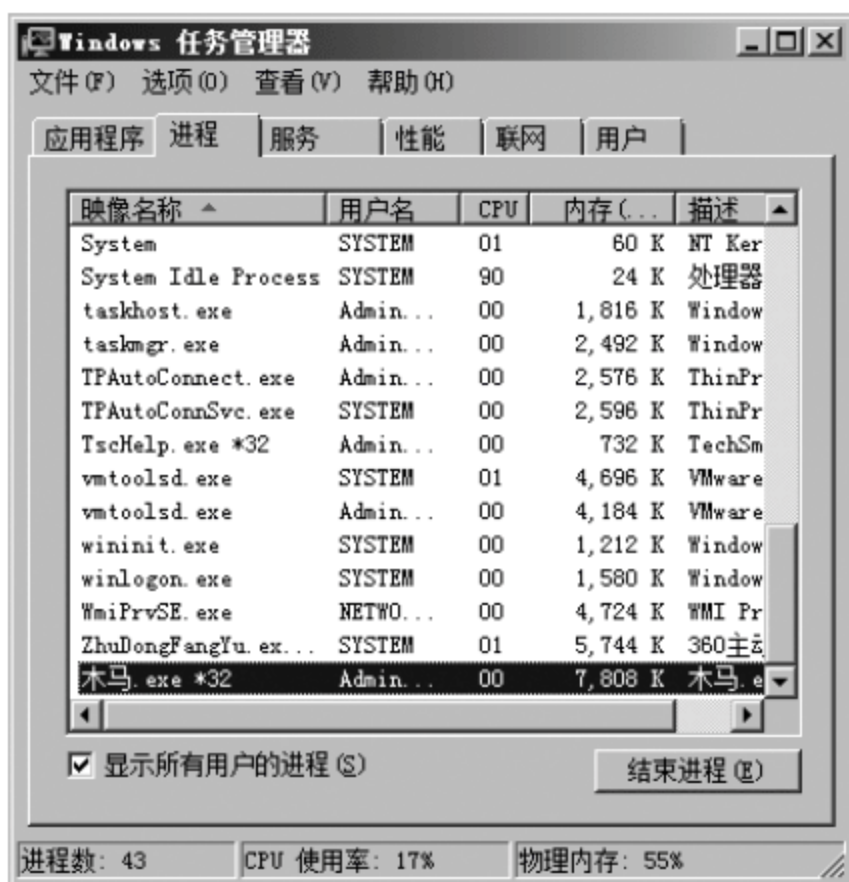 Windows 任务管理器
文件(F) 选项(O) 查看(V) 帮助(H)
应用程序 进程 服务 性能 联网 用户
映像名称 用户名 CPU 内存(... 描述
System SYSTEM 01 60 K NT Ker
System Idle Process SYSTEM 90 24 K 处理器
taskhost.exe Admin... 00 1,816 K Window
taskmgr.exe Admin... 00 2,492 K Window
TPAutoConnect.exe Admin... 00 2,576 K ThinPr
TPAutoConnSvc.exe SYSTEM 00 2,596 K ThinPr
TscHelp.exe *32 Admin... 00 732 K TechSm
vmtoolsd.exe SYSTEM 01 4,696 K VMware
vmtoolsd.exe Admin... 00 4,184 K VMware
wininit.exe SYSTEM 00 1,212 K Window
winlogon.exe SYSTEM 00 1,580 K Window
WmiPrvSE.exe NETWO... 00 4,724 K WMI Pr
ZhuDongFangYu.ex... SYSTEM 01 5,744 K 360主
木马.exe *32 Admin... 00 7,808 K 木马.e
显示所有用户的进程(S) 结束进程(E)
进程数: 43 CPU 使用率: 17% 物理内存: 55%